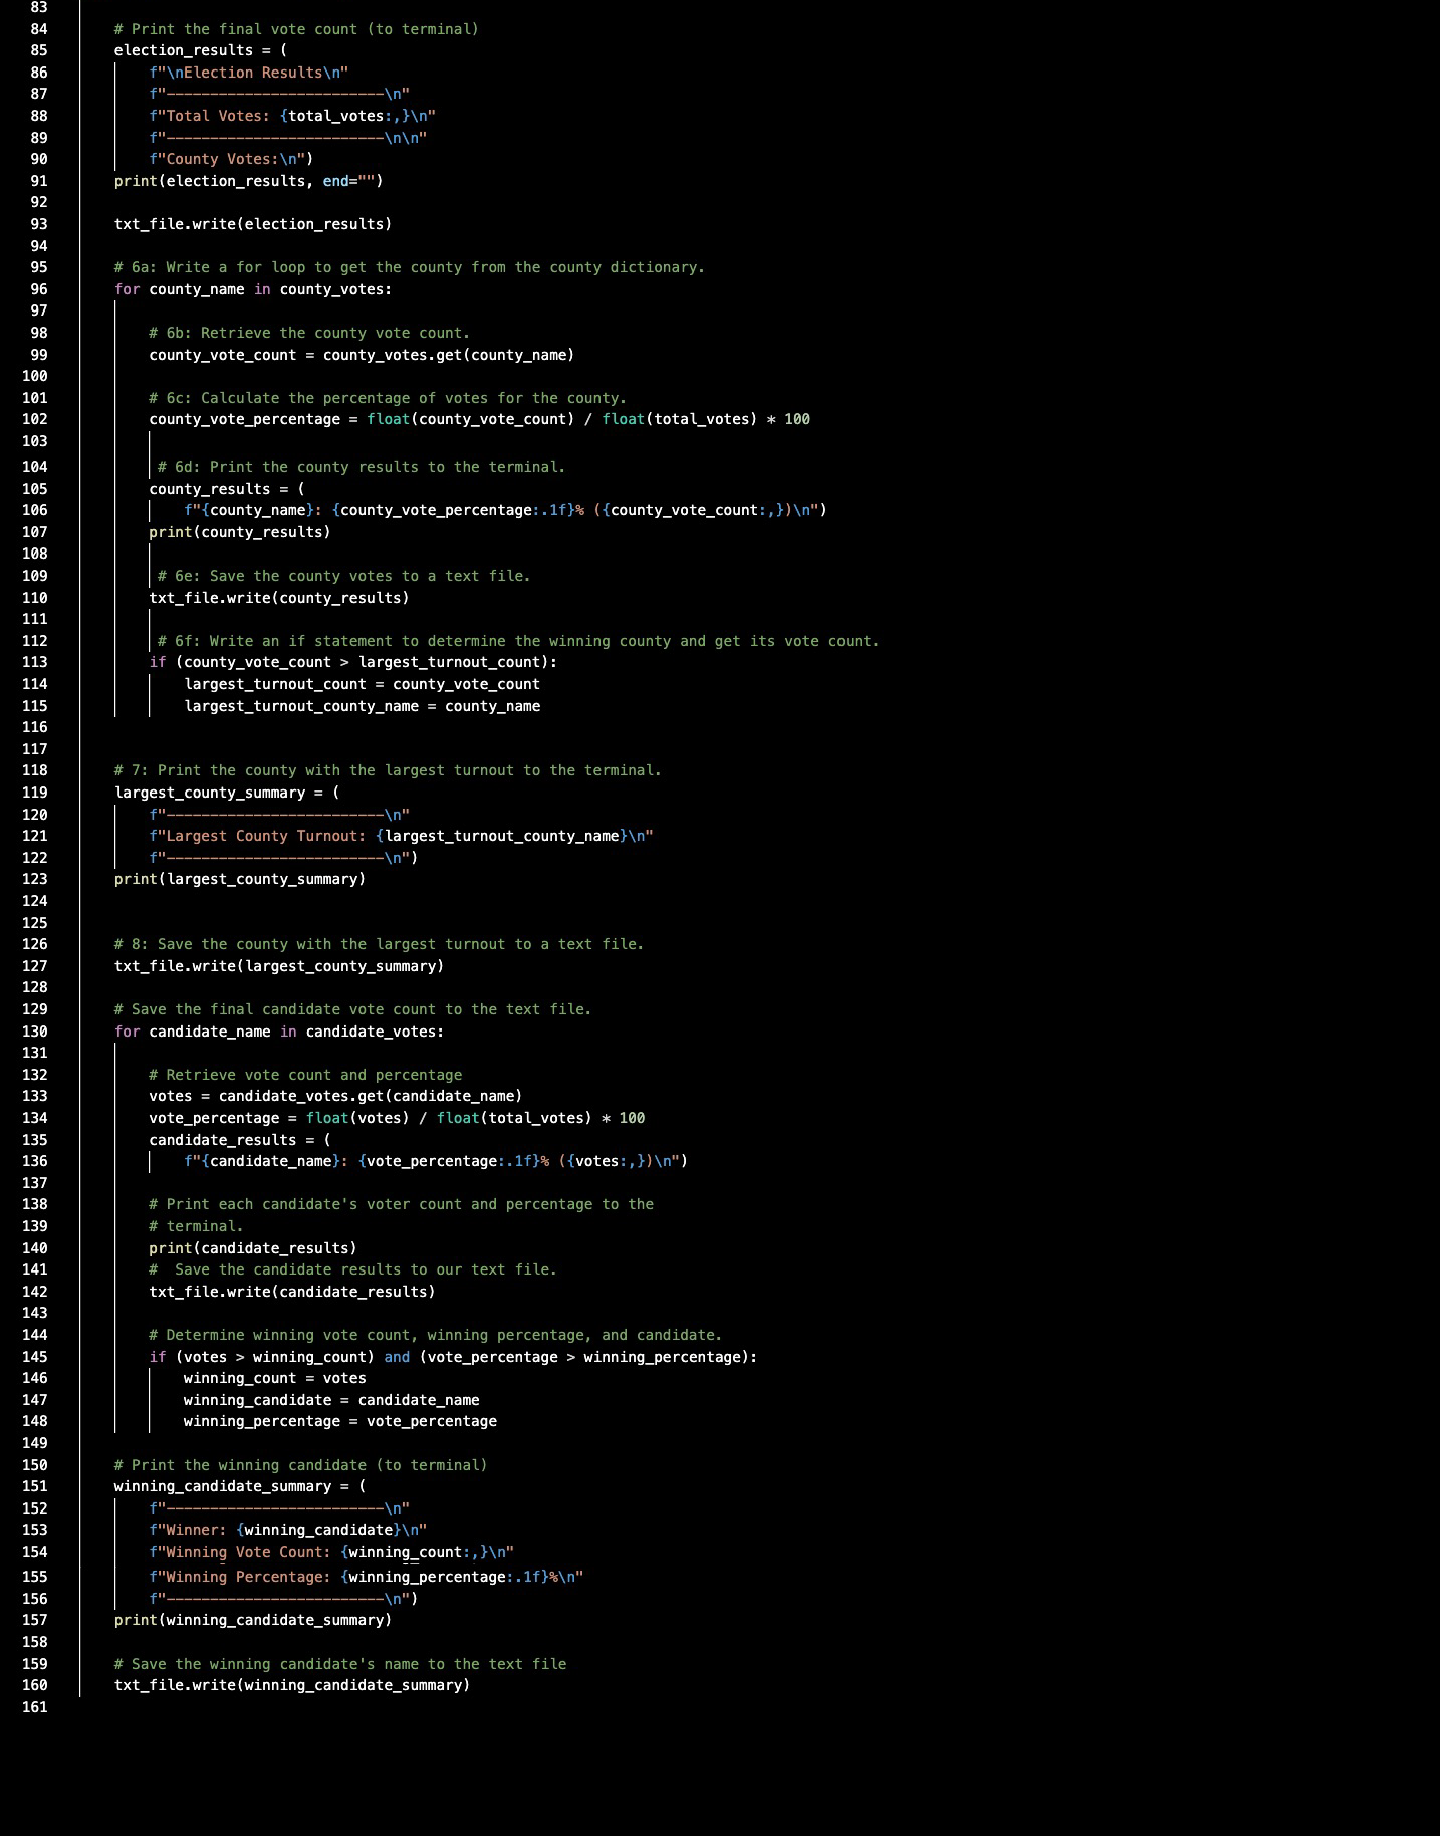 83
84 # Print the final vote count (to terminal)
85 election_results = (
86 f"\nElection Results\n"
87 f"-------------------------\n"
88 f"Total Votes: {total_votes:,}\n"
89 f"-------------------------\n\n"
90 f"County Votes:\n")
91 print(election_results, end="")
92
93 txt_file.write(election_results)
94
95 # 6a: Write a for loop to get the county from the county dictionary.
96 for county_name in county_votes:
97
98 # 6b: Retrieve the county vote count.
99 county_vote_count = county_votes.get(county_name)
100
101 # 6c: Calculate the percentage of votes for the county.
102 county_vote_percentage = float(county_vote_count) / float(total_votes) * 100
103
104 # 6d: Print the county results to the terminal.
105 county_results = (
106 f"{county_name}: {county_vote_percentage:.1f}% ({county_vote_count:,})\n")
107 print(county_results)
108
109 # 6e: Save the county votes to a text file.
110 txt_file.write(county_results)
111
112 # 6f: Write an if statement to determine the winning county and get its vote count.
113 if (county_vote_count > largest_turnout_count):
114 largest_turnout_count = county_vote_count
115 largest_turnout_county_name = county_name
116
117
118 # 7: Print the county with the largest turnout to the terminal.
119 largest_county_summary = (
120 f"-------------------------\n"
121 f"Largest County Turnout: {largest_turnout_county_name}\n"
122 f"-------------------------\n")
123 print(largest_county_summary)
124
125
126 # 8: Save the county with the largest turnout to a text file.
127 txt_file.write(largest_county_summary)
128
129 # Save the final candidate vote count to the text file.
130 for candidate_name in candidate_votes:
131
132 # Retrieve vote count and percentage
133 votes = candidate_votes.get(candidate_name)
134 vote_percentage = float(votes) / float(total_votes) * 100
135 candidate_results = (
136 f"{candidate_name}: {vote_percentage:.1f}% ({votes:,})\n")
137
138 # Print each candidate's voter count and percentage to the
139 # terminal.
140 print(candidate_results)
141 #  Save the candidate results to our text file.
142 txt_file.write(candidate_results)
143
144 # Determine winning vote count, winning percentage, and candidate.
145 if (votes > winning_count) and (vote_percentage > winning_percentage):
146 winning_count = votes
147 winning_candidate = candidate_name
148 winning_percentage = vote_percentage
149
150 # Print the winning candidate (to terminal)
151 winning_candidate_summary = (
152 f"-------------------------\n"
153 f"Winner: {winning_candidate}\n"
154 f"Winning Vote Count: {winning_count:,}\n"
155 f"Winning Percentage: {winning_percentage:.1f}%\n"
156 f"-------------------------\n")
157 print(winning_candidate_summary)
158
159 # Save the winning candidate's name to the text file
160 txt_file.write(winning_candidate_summary)
161